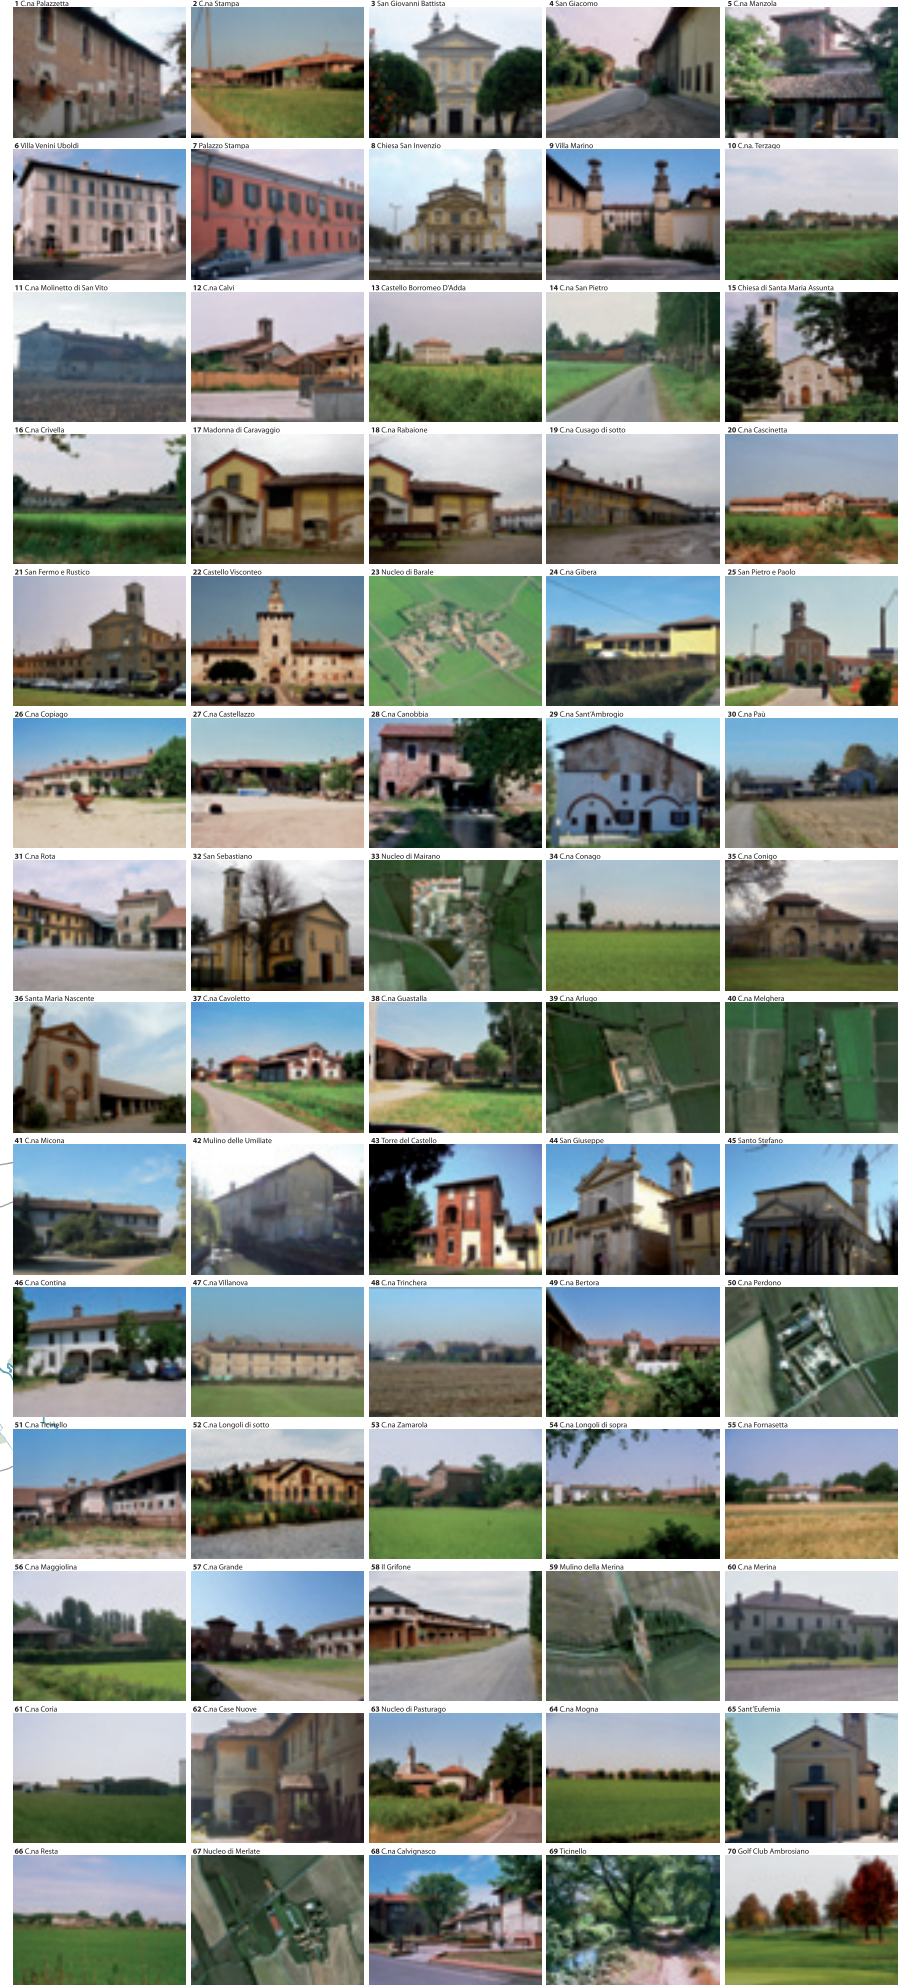 1 C.na Palazzetta
2 C.na Stampa
3 San Giovanni Battista
4 San Giacomo
5 C.na Manzola
6 Villa Venini Uboldi
7 Palazzo Stampa
8 Chiesa San Invenzio
9 Villa Marino
10 C.na. Terzago
11 C.na Molinetto di San Vito
12 C.na Calvi
13 Castello Borromeo D'Adda
14 C.na San Pietro
15 Chiesa di Santa Maria Assunta
16 C.na Crivella
17 Madonna di Caravaggio
18 C.na Rabaione
19 C.na Cusago di sotto
20 C.na Cascinetta
21 San Fermo e Rustico
22 Castello Visconteo
23 Nucleo di Barale
24 C.na Gibera
25 San Pietro e Paolo
26 C.na Copiago
27 C.na Castellazzo
28 C.na Canobbia
29 C.na Sant'Ambrogio
30 C.na Paù
31 C.na Rota
32 San Sebastiano
33 Nucleo di Mairano
34 C.na Conago
35 C.na Conigo
36 Santa Maria Nascente
37 C.na Cavoletto
38 C.na Guastalla
39 C.na Arlugo
40 C.na Melghera
41 C.na Micona
42 Mulino delle Umiliate
43 Torre del Castello
44 San Giuseppe
45 Santo Stefano
46 C.na Contina
47 C.na Villanova
48 C.na Trinchera
49 C.na Bertora
50 C.na Perdono
51 C.na Ticinello
52 C.na Longoli di sotto
53 C.na Zamarola
54 C.na Longoli di sopra
55 C.na Fornasetta
56 C.na Maggiolina
57 C.na Grande
58 Il Grifone
59 Mulino della Merina
60 C.na Merina
61 C.na Coria
62 C.na Case Nuove
63 Nucleo di Pasturago
64 C.na Mogna
65 Sant'Eufemia
66 C.na Resta
67 Nucleo di Merlate
68 C.na Calvignasco
69 Ticinello
70 Golf Club Ambrosiano